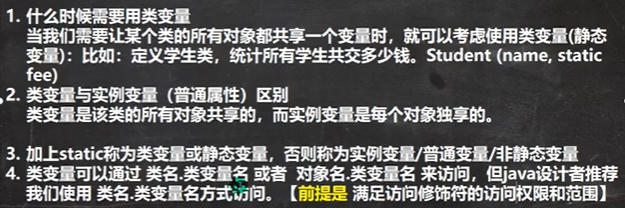 1. 什么时候需要用类变量
当我们需要让某个类的所有对象都共享一个变量时，就可以考虑使用类变量(静态
变量)：比如：定义学生类，统计所有学生共交多少钱。Student (name, static
fee)
2. 类变量与实例变量（普通属性）区别
类变量是该类的所有对象共享的，而实例变量是每个对象独享的。
3. 加上static称为类变量或静态变量，否则称为实例变量/普通变量/非静态变量
4. 类变量可以通过 类名.类变量名 或者 对象名.类变量名 来访问，但java设计者推荐
我们使用 类名.类变量名方式访问。【前提是 满足访问修饰符的访问权限和范围】